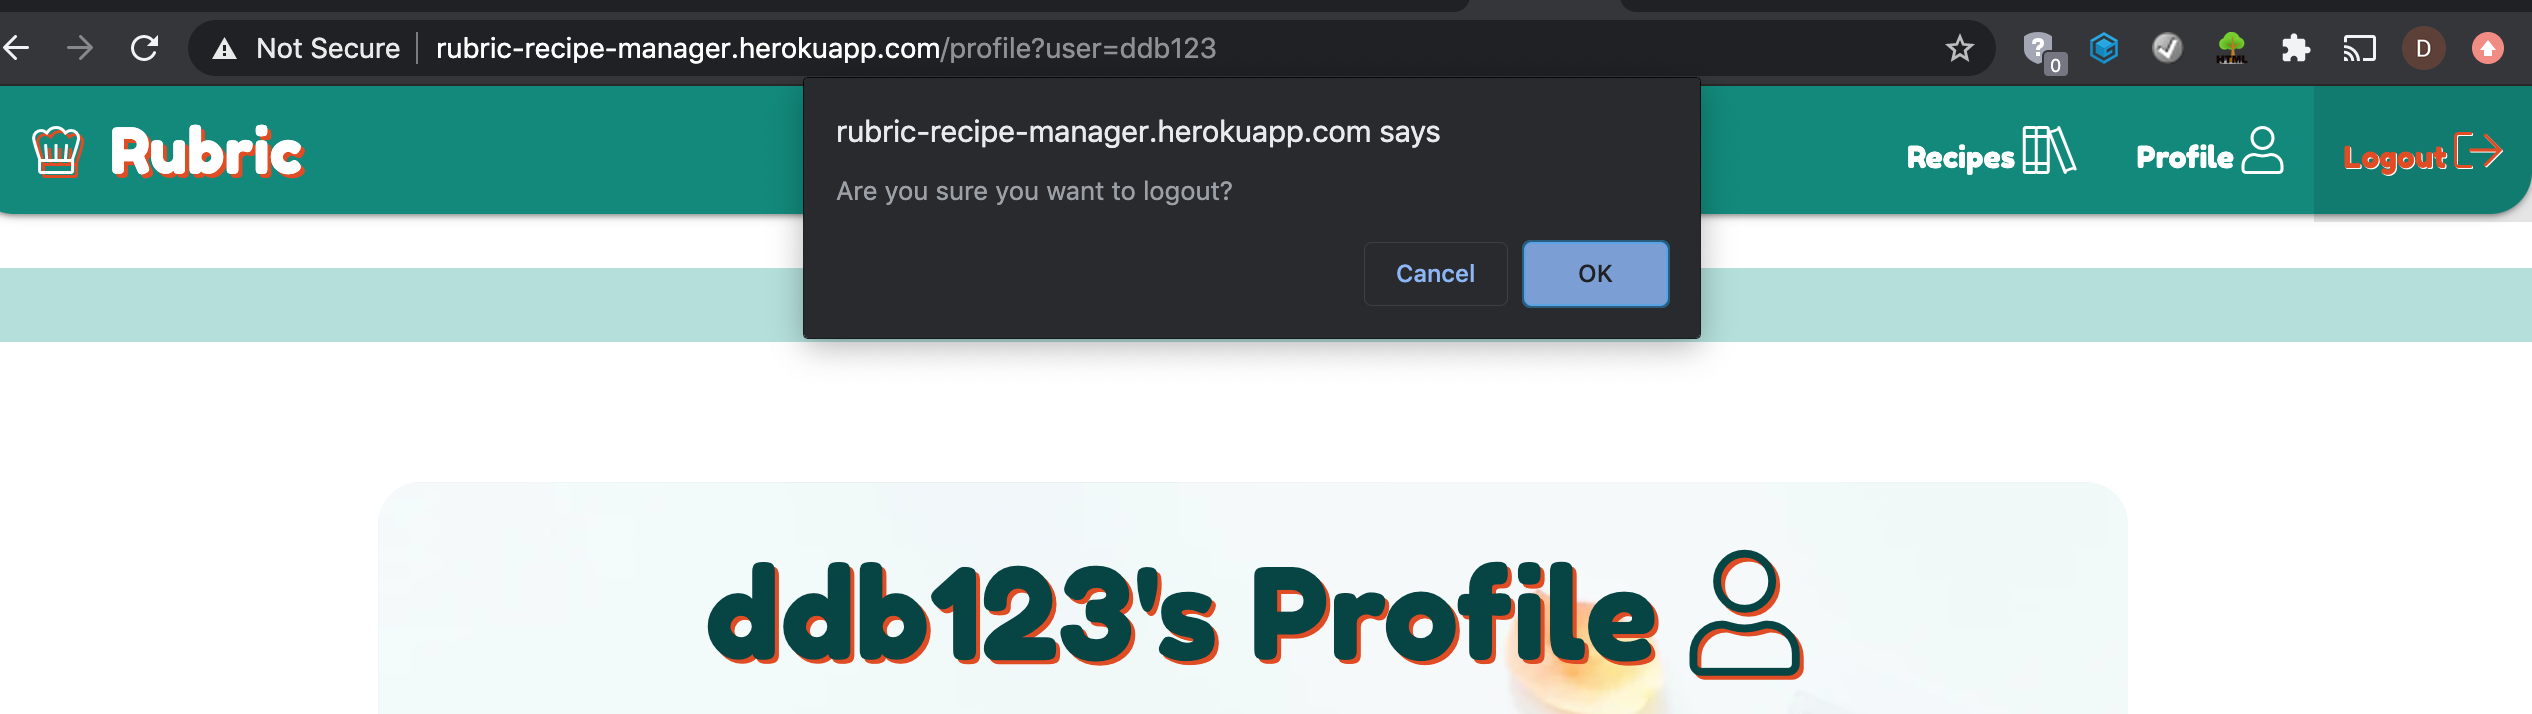 Not Secure rubric-recipe-manager.herokuapp.com/profile?user=ddb123
0
HTML
D
rubric-recipe-manager.herokuapp.com says
Are you sure you want to logout?
Cancel OK
Rubric
Recipes Profile Logout
ddb123's Profile